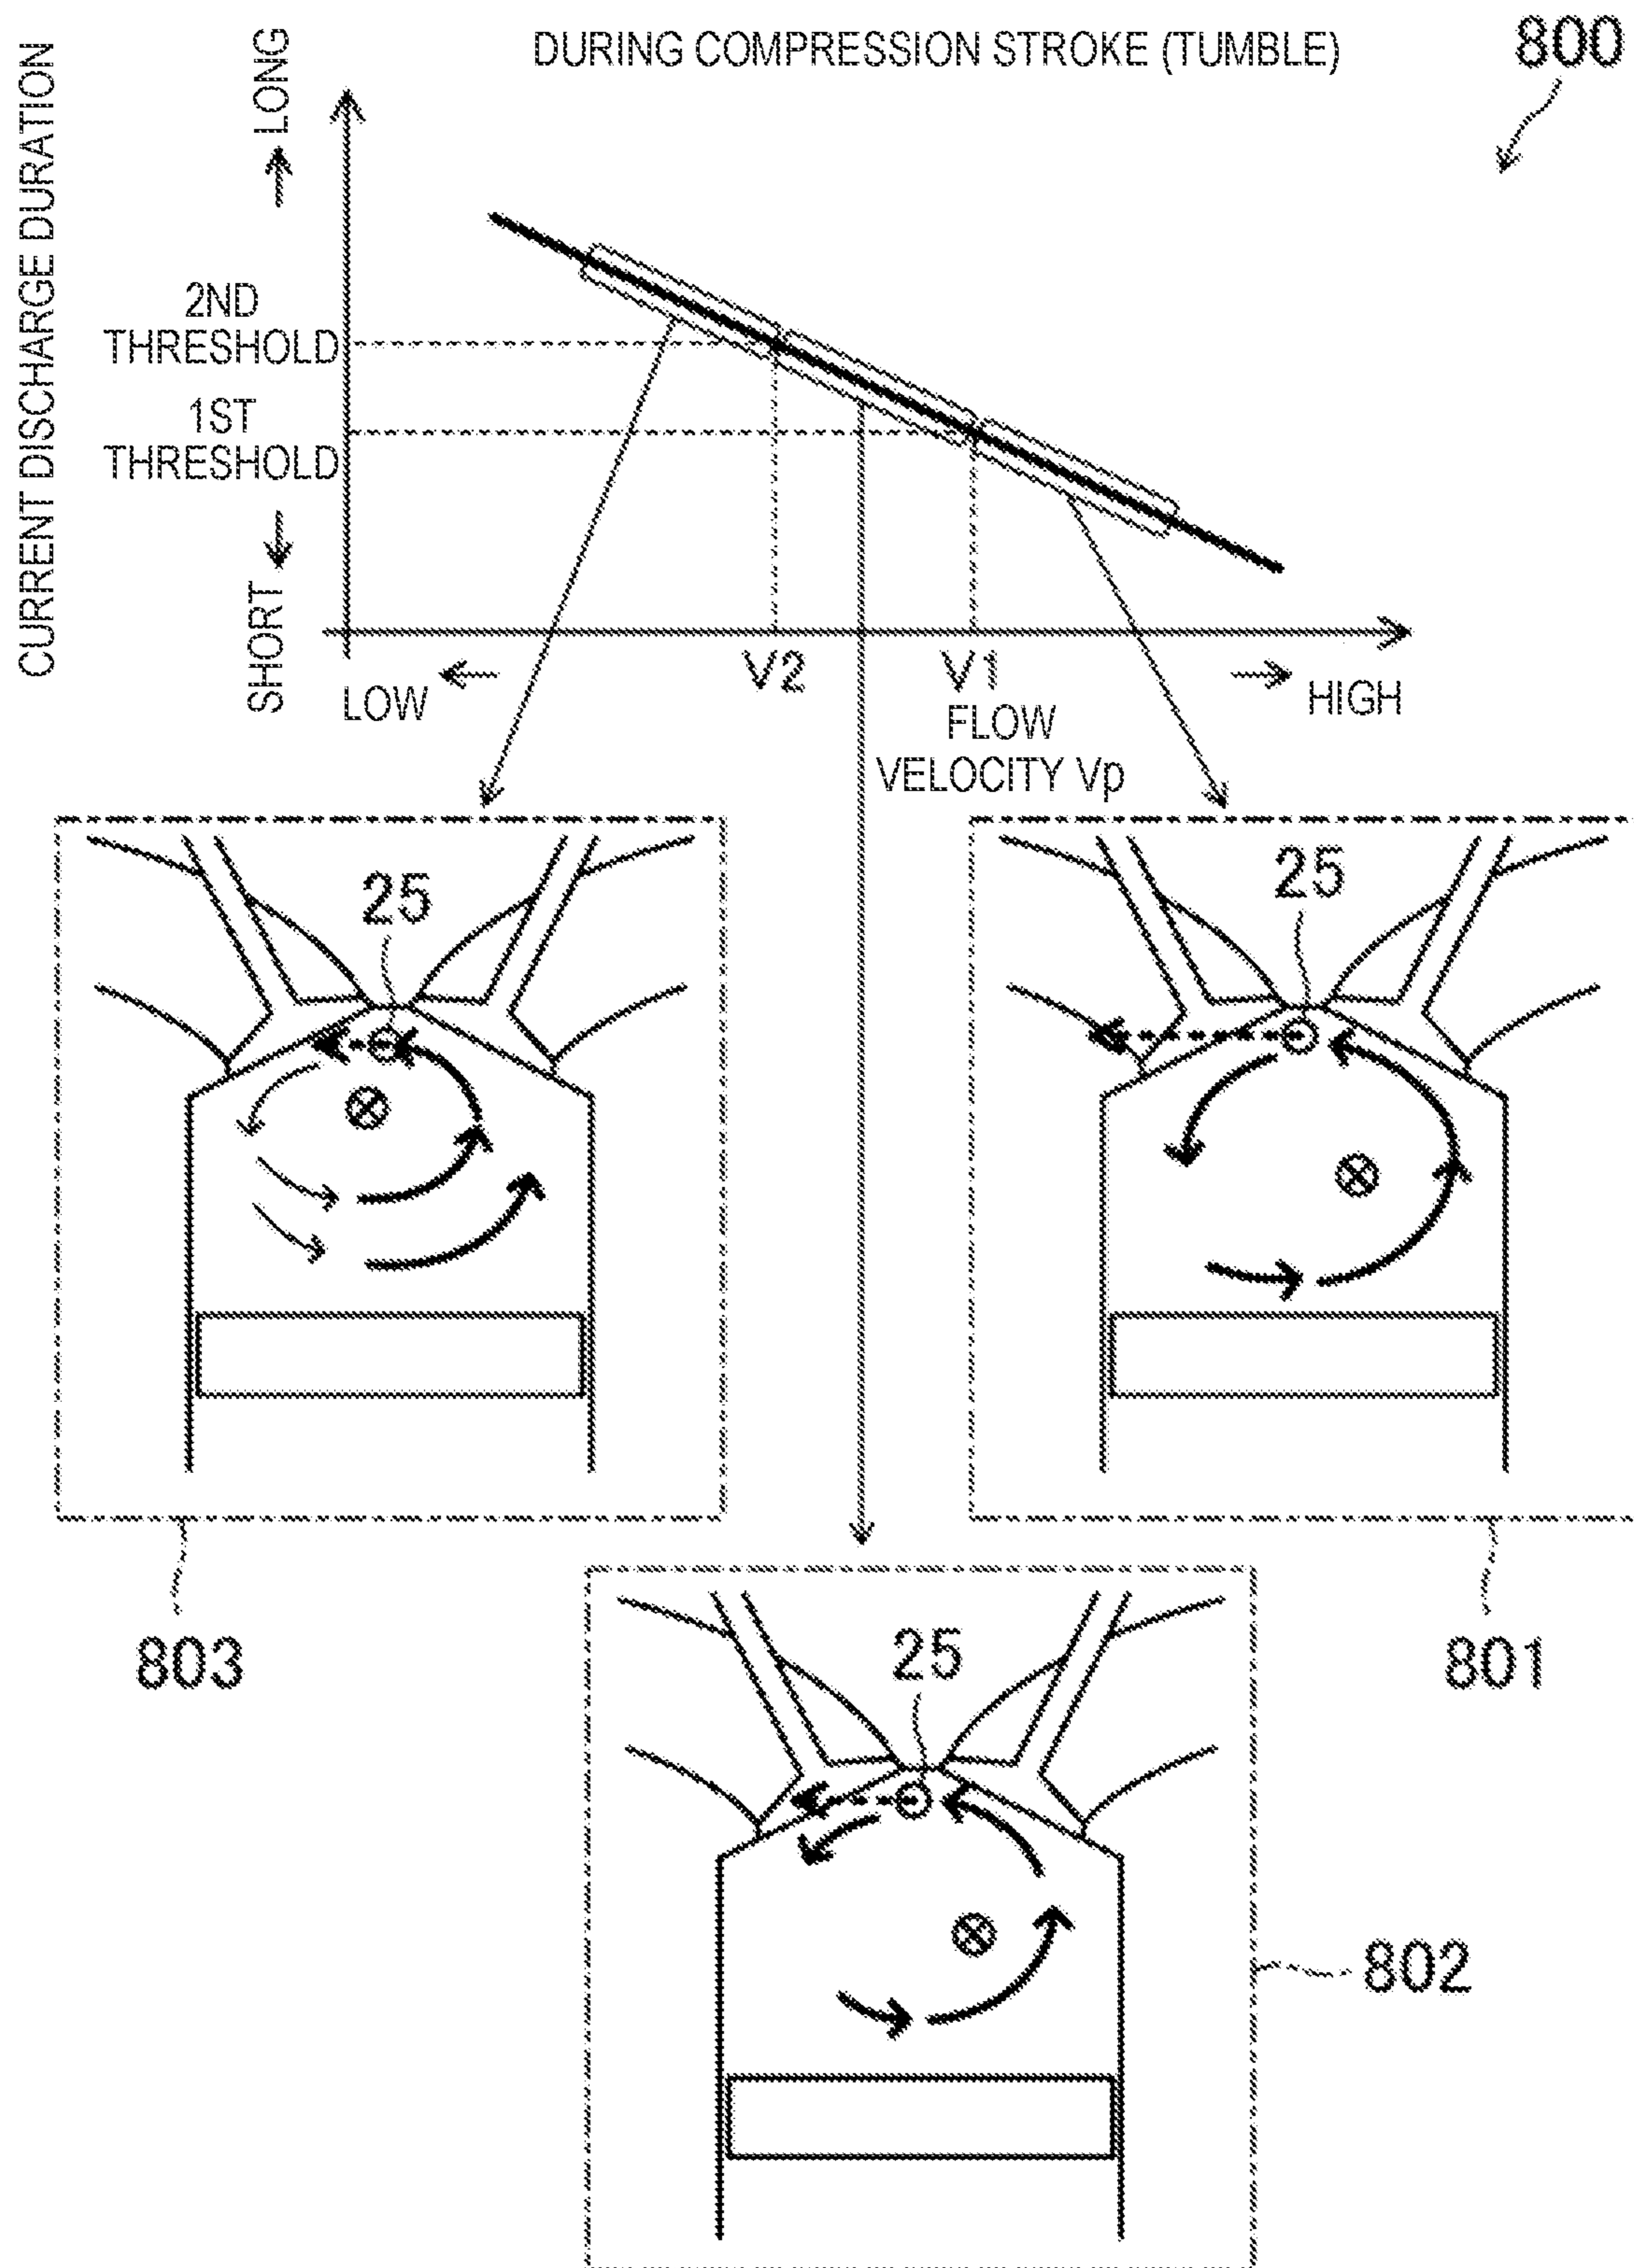 DURING COMPRESSION STROKE (TUMBLE)
800
CURRENT DISCHARGE DURATION
LONG
2ND
THRESHOLD
1ST
THRESHOLD
SHORT
LOW
V2
V1
HIGH
FLOW
VELOCITY Vp
25
25
803
801
25
802